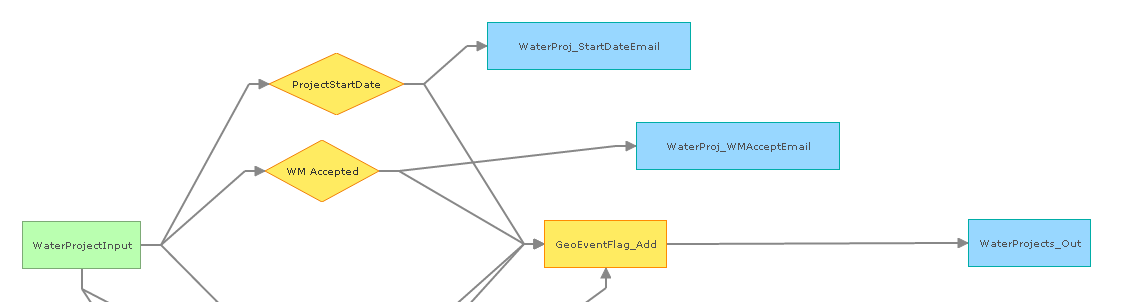 WaterProj_StartDateEmail
ProjectStartDate
WaterProj_WMAcceptEmail
WM Accepted
WaterProjectInput
GeoEventFlag_Add
WaterProjects_Out